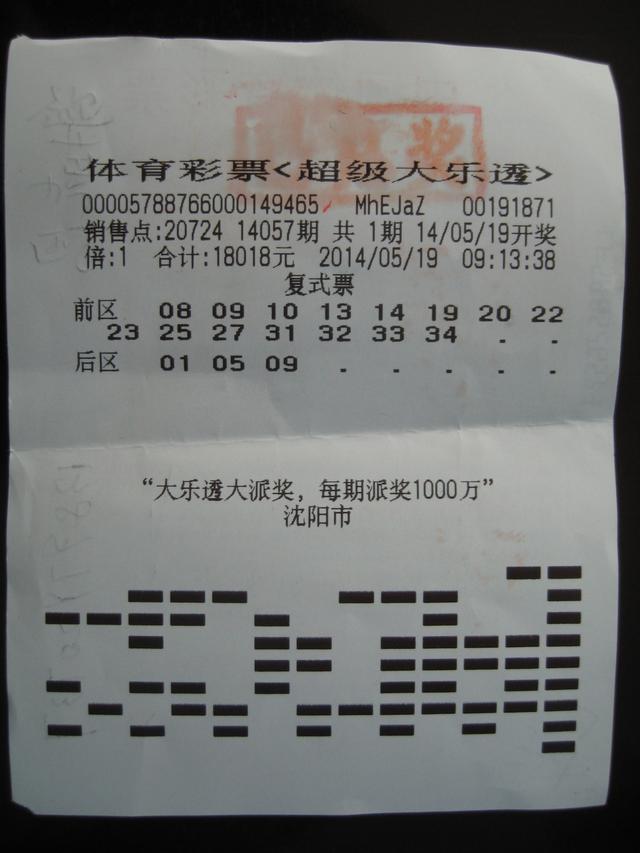 奖
体育彩票<超级大乐透>
00005788766000149465 MhEJaZ 00191871
销售点:20724 14057期 共 1期 14/05/19开奖
倍:1 合计:18018元 2014/05/19 09:13:38
复式票
前区 08 09 10 13 14 19 20 22
23 25 27 31 32 33 34 . .
后区 01 05 09 . . . . .
“大乐透大派奖，每期派奖1000万”
沈阳市